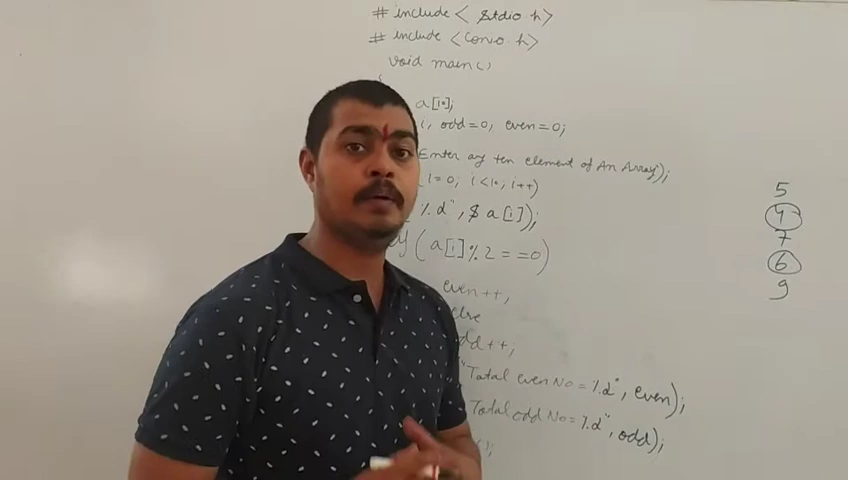 # include < stdio h>
# include <conio h>
void main()
{
a[10];
i, odd=0, even=0;
Enter any ten element of An Array);
i=0; i<10; i++)
%d", $ a[i]);
if ( a[i]%2 = =0)
even++;
else
odd++;
"Total even No = %d", even);
Total odd No = %d", odd);
);
5
4
7
6
9